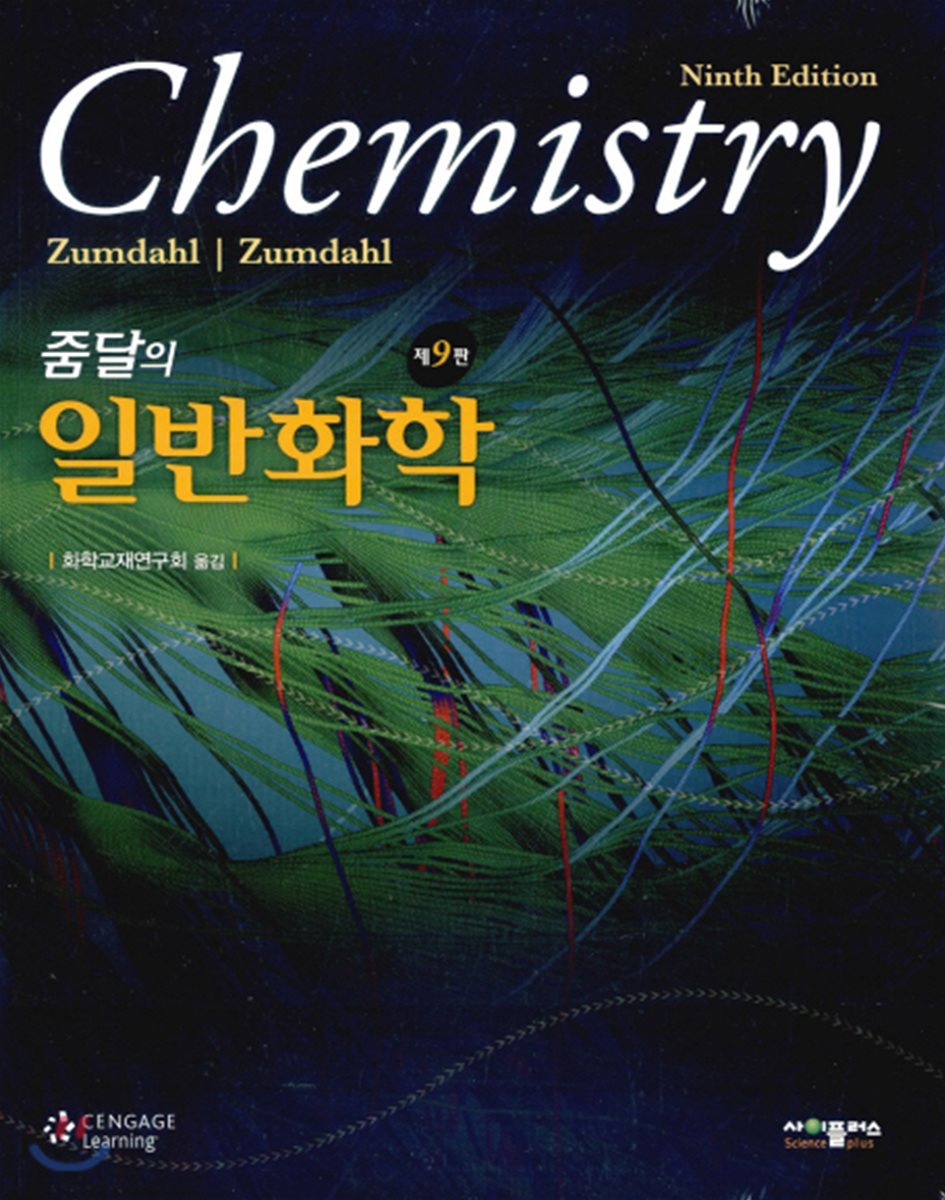 Ninth Edition
Chemistry
Zumdahl | Zumdahl
줌달의
제9판
일반화학
| 화학교재연구회 옮김 |
CENGAGE
Learning
사이플러스
Science plus